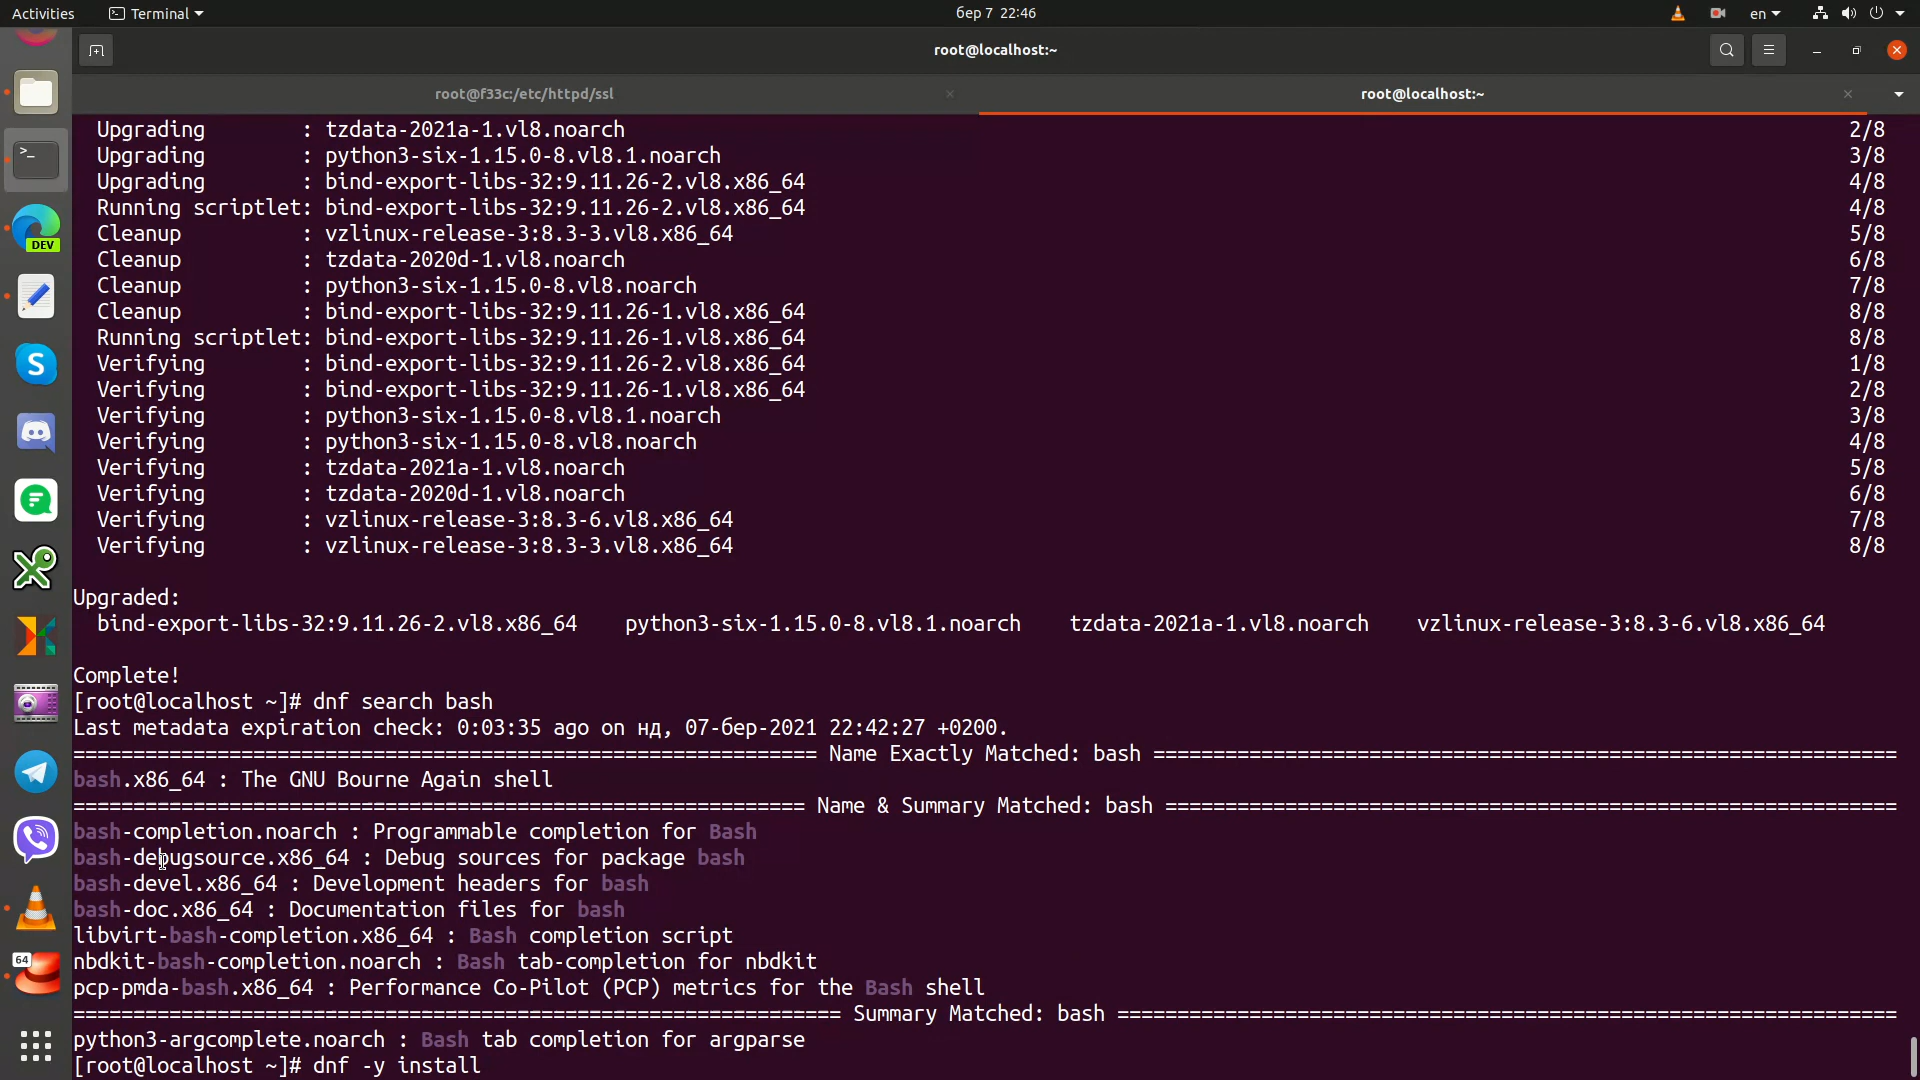 Activities Terminal бер 7 22:46 en
root@localhost:~
root@f33c:/etc/httpd/ssl root@localhost:~
Upgrading : tzdata-2021a-1.vl8.noarch 2/8
Upgrading : python3-six-1.15.0-8.vl8.1.noarch 3/8
Upgrading : bind-export-libs-32:9.11.26-2.vl8.x86_64 4/8
Running scriptlet: bind-export-libs-32:9.11.26-2.vl8.x86_64 4/8
Cleanup : vzlinux-release-3:8.3-3.vl8.x86_64 5/8
Cleanup : tzdata-2020d-1.vl8.noarch 6/8
Cleanup : python3-six-1.15.0-8.vl8.noarch 7/8
Cleanup : bind-export-libs-32:9.11.26-1.vl8.x86_64 8/8
Running scriptlet: bind-export-libs-32:9.11.26-1.vl8.x86_64 8/8
Verifying : bind-export-libs-32:9.11.26-2.vl8.x86_64 1/8
Verifying : bind-export-libs-32:9.11.26-1.vl8.x86_64 2/8
Verifying : python3-six-1.15.0-8.vl8.1.noarch 3/8
Verifying : python3-six-1.15.0-8.vl8.noarch 4/8
Verifying : tzdata-2021a-1.vl8.noarch 5/8
Verifying : tzdata-2020d-1.vl8.noarch 6/8
Verifying : vzlinux-release-3:8.3-6.vl8.x86_64 7/8
Verifying : vzlinux-release-3:8.3-3.vl8.x86_64 8/8
Upgraded:
bind-export-libs-32:9.11.26-2.vl8.x86_64 python3-six-1.15.0-8.vl8.1.noarch tzdata-2021a-1.vl8.noarch vzlinux-release-3:8.3-6.vl8.x86_64
Complete!
[root@localhost ~]# dnf search bash
Last metadata expiration check: 0:03:35 ago on нд, 07-бер-2021 22:42:27 +0200.
============================================================== Name Exactly Matched: bash ==============================================================
bash.x86_64 : The GNU Bourne Again shell
============================================================= Name & Summary Matched: bash =============================================================
bash-completion.noarch : Programmable completion for Bash
bash-debugsource.x86_64 : Debug sources for package bash
bash-devel.x86_64 : Development headers for bash
bash-doc.x86_64 : Documentation files for bash
libvirt-bash-completion.x86_64 : Bash completion script
nbdkit-bash-completion.noarch : Bash tab-completion for nbdkit
pcp-pmda-bash.x86_64 : Performance Co-Pilot (PCP) metrics for the Bash shell
================================================================ Summary Matched: bash =================================================================
python3-argcomplete.noarch : Bash tab completion for argparse
[root@localhost ~]# dnf -y install
DEV
64